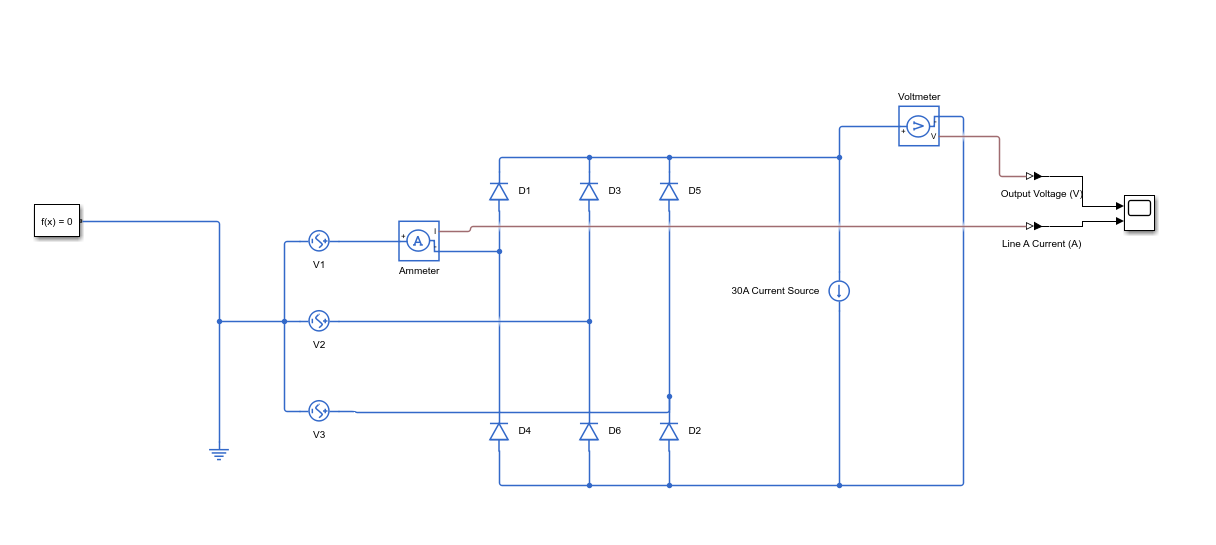 Voltmeter
+
V
D1
D3
D5
Output Voltage (V)
f(x) = 0
+
A
I
V1
Ammeter
Line A Current (A)
30A Current Source
V2
V3
D4
D6
D2